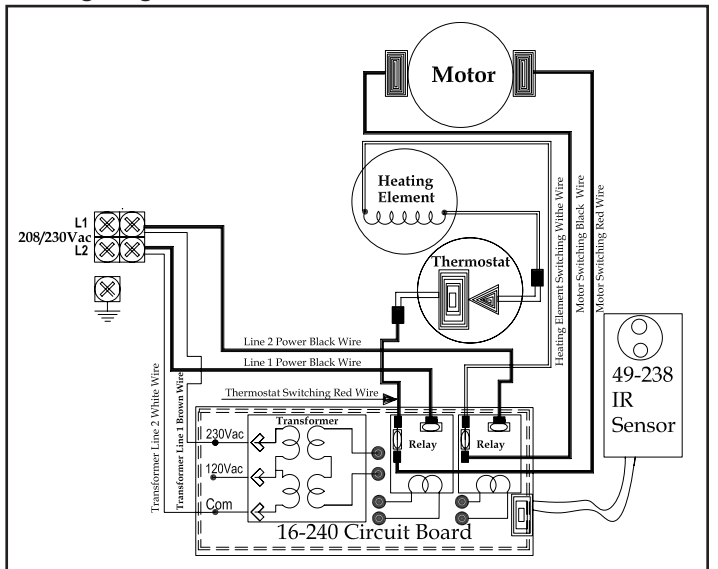 Motor
Heating
Element
Thermostat
L1
208/230Vac
L2
Line 2 Power Black Wire
Line 1 Power Black Wire
Thermostat Switching Red Wire
Transformer Line 2 White Wire
Transformer Line 1 Brown Wire
Heating Element Switching Withe Wire
Motor Switching Black Wire
Motor Switching Red Wire
49-238
IR
Sensor
Transformer
230Vac
120Vac
Com
Relay
Relay
16-240 Circuit Board